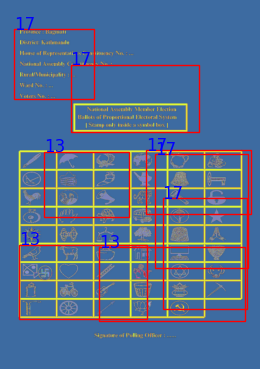 17
Province : Bagmati
District : Kathmandu
17
House of Representatives Constituency No. ...
National Assembly Constituency No. ...
Rural/Municipality :
Ward No. ...
National Assembly Member Election
Ballot of Proportional Electoral System
[ Stamp only inside a symbol box ]
13
17
17
17
13
13
Signature of Polling Officer : ......